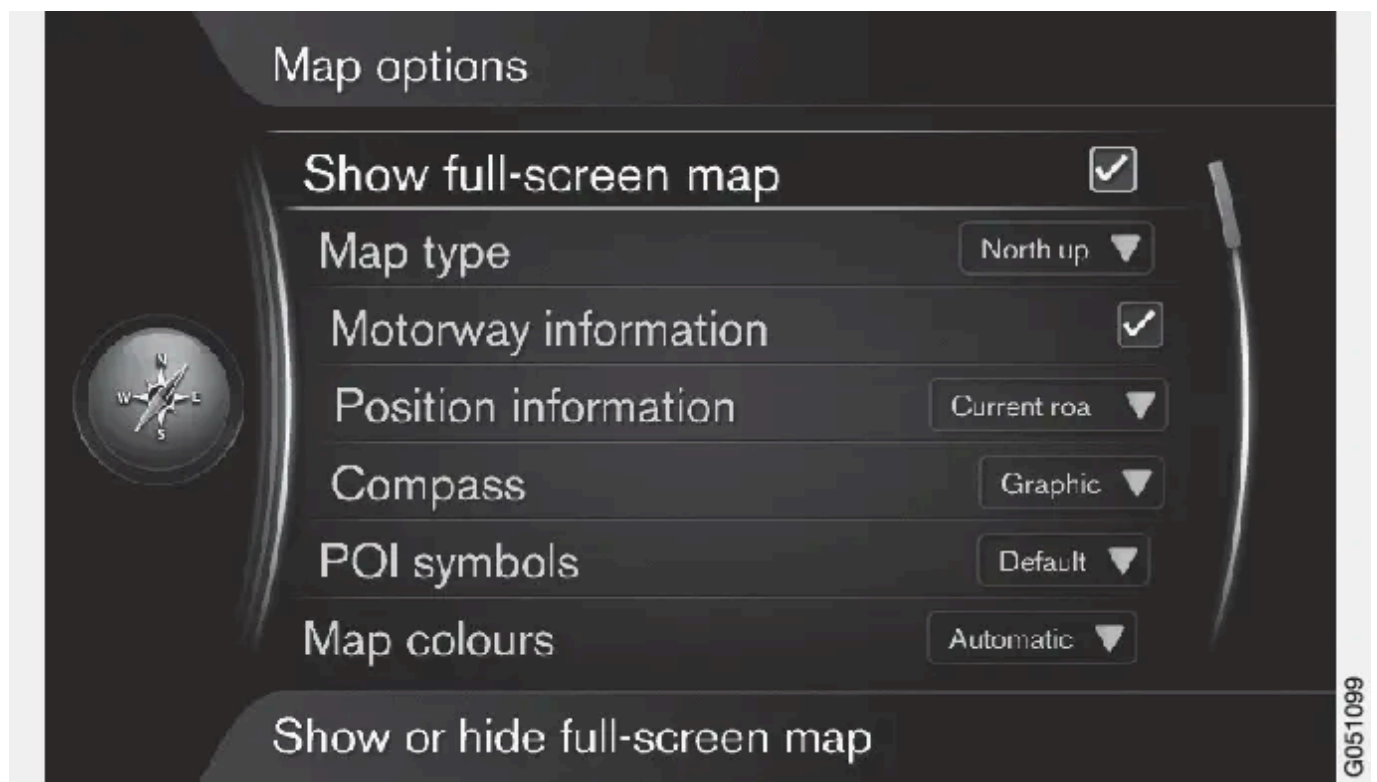 Map options
Show full-screen map
Map type North up
Motorway information
Position information Current roa
Compass Graphic
POI symbols Default
Map colours Automatic
Show or hide full-screen map
N
W E
S
G051099